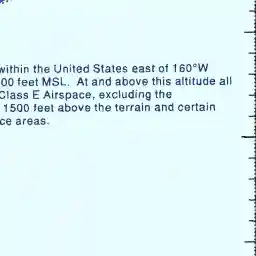 within the United States east of 160°W
00 feet MSL. At and above this altitude all
Class E Airspace, excluding the
1500 feet above the terrain and certain
ce areas.